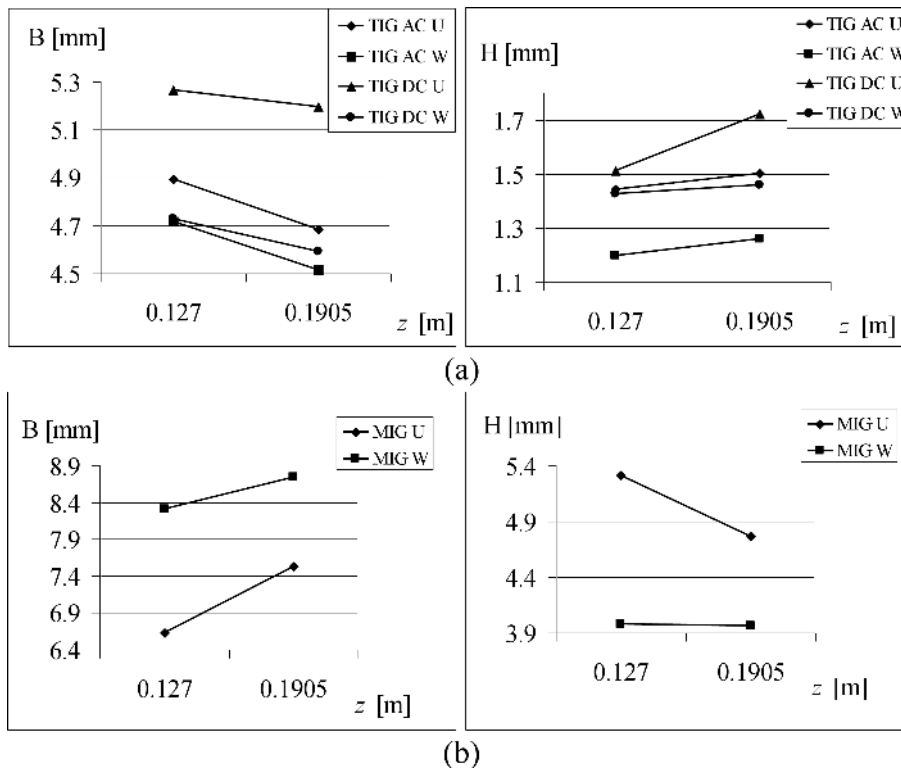 B [mm]
TIG AC U
TIG AC W
TIG DC U
TIG DC W
5.3
5.1
4.9
4.7
4.5
0.127 0.1905
z [m]
H [mm]
TIG AC U
TIG AC W
TIG DC U
TIG DC W
1.7
1.5
1.3
1.1
0.127 0.1905
z [m]
(a)
B [mm]
MIG U
MIG W
8.9
8.4
7.9
7.4
6.9
6.4
0.127 0.1905
z [m]
H |mm|
MIG U
MIG W
5.4
4.9
4.4
3.9
0.127 0.1905
z |m|
(b)